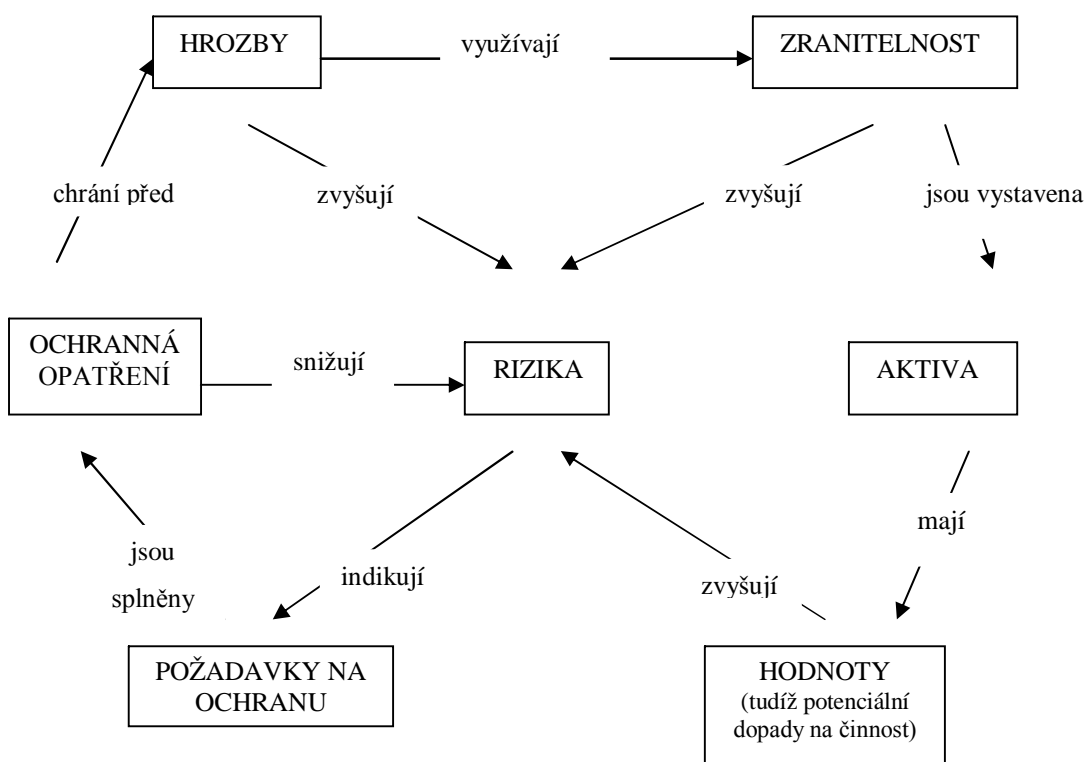 HROZBY
využívají
ZRANITELNOST
chrání před
zvyšují
zvyšují
jsou vystavena
OCHRANNÁ
OPATŘENÍ
snižují
RIZIKA
AKTIVA
jsou
splněny
indikují
zvyšují
mají
POŽADAVKY NA
OCHRANU
HODNOTY
(tudíž potenciální
dopady na činnost)